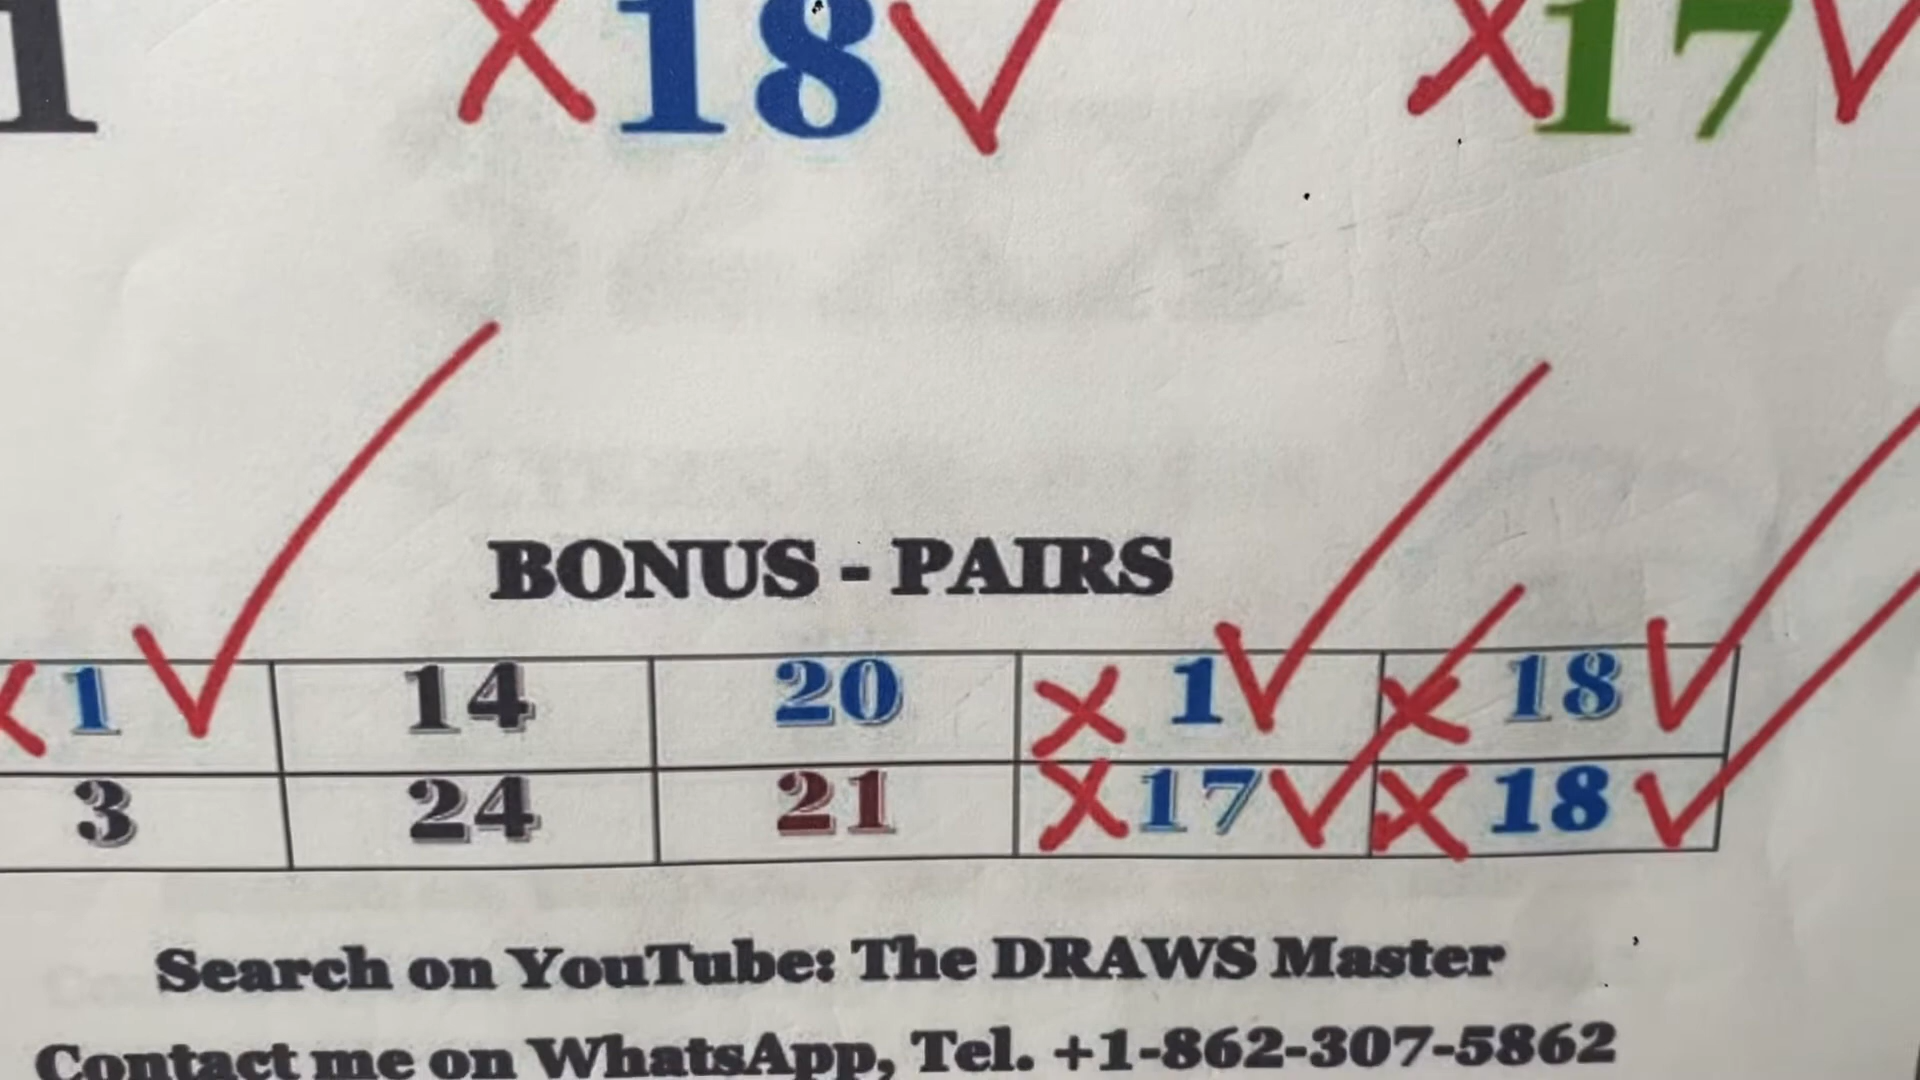 1 X 18 ✓ X 17 ✓
BONUS - PAIRS
X 1 ✓ 14 20 X 1 ✓ X 18 ✓
3 24 21 X 17 ✓ X 18 ✓
Search on YouTube: The DRAWS Master
Contact me on WhatsApp, Tel. +1-862-307-5862